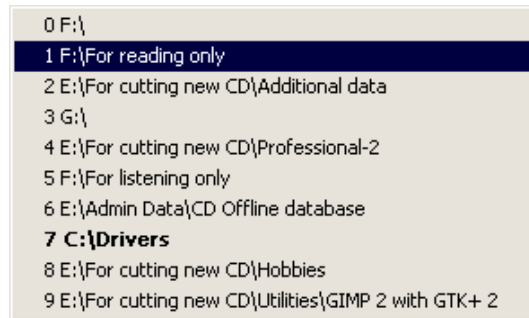 0 F:\
1 F:\For reading only
2 E:\For cutting new CD\Additional data
3 G:\
4 E:\For cutting new CD\Professional-2
5 F:\For listening only
6 E:\Admin Data\CD Offline database
7 C:\Drivers
8 E:\For cutting new CD\Hobbies
9 E:\For cutting new CD\Utilities\GIMP 2 with GTK+ 2